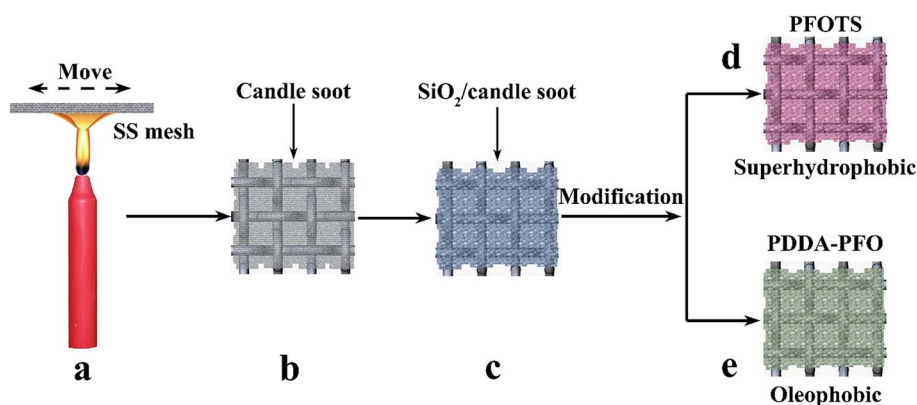 Move
SS mesh
a
Candle soot
b
SiO₂/candle soot
c
Modification
d
PFOTS
Superhydrophobic
PDDA-PFO
e
Oleophobic